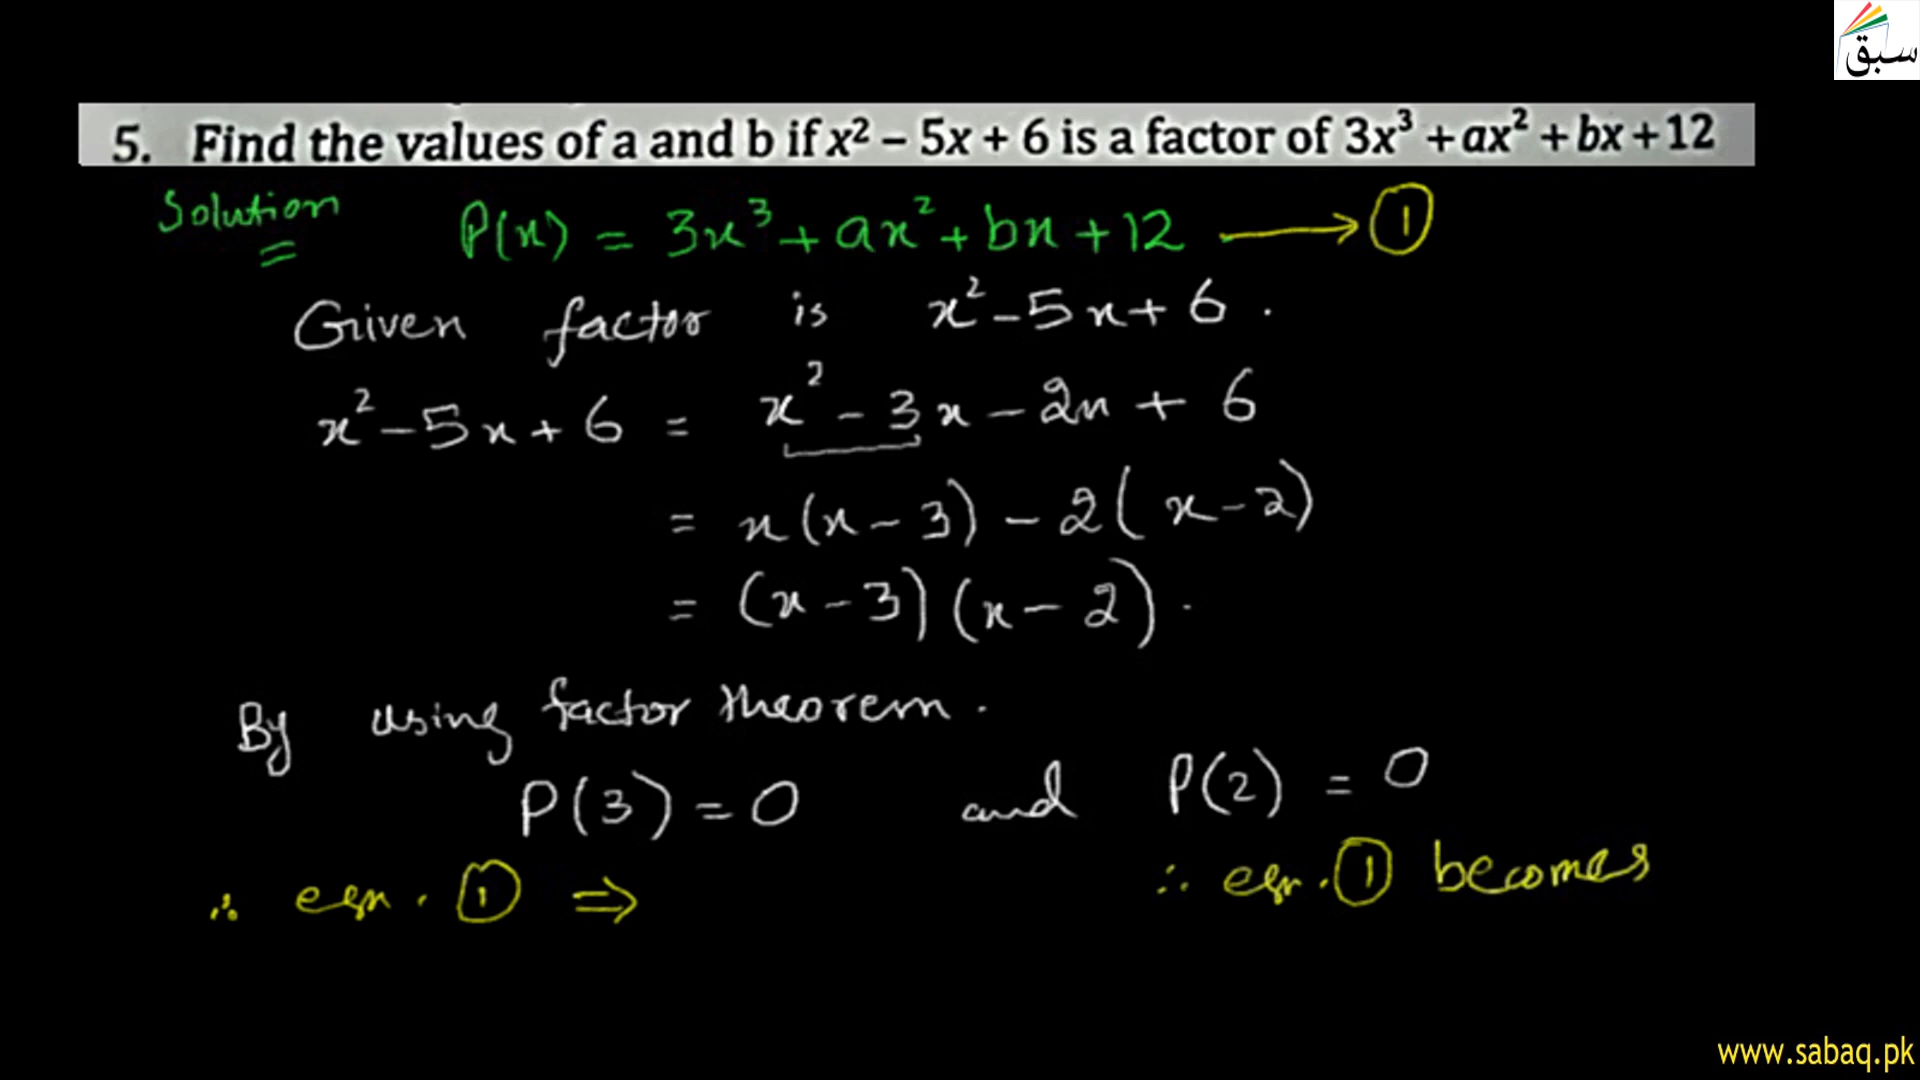 سبق
5. Find the values of a and b if x² – 5x + 6 is a factor of 3x³ + ax² + bx + 12
Solution
=
P(x) = 3x³ + ax² + bx + 12 ⟶ ①
Given factor is x² - 5x + 6 .
x² - 5x + 6 = x² - 3x - 2x + 6
= x(x - 3) - 2(x - 2)
= (x - 3)(x - 2) .
By using factor theorem .
P(3) = 0 and P(2) = 0
∴ eqn. ① ⇒ ∴ eqn. ① becomes
www.sabaq.pk